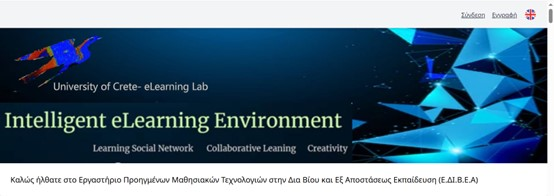 Σύνδεση Εγγραφή
University of Crete- eLearning Lab
Intelligent eLearning Environment
Learning Social Network Collaborative Leaning Creativity
Καλώς ήλθατε στο Εργαστήριο Προηγμένων Μαθησιακών Τεχνολογιών στην Δια Βίου και Εξ Αποστάσεως Εκπαίδευση (Ε.ΔΙ.Β.Ε.Α)